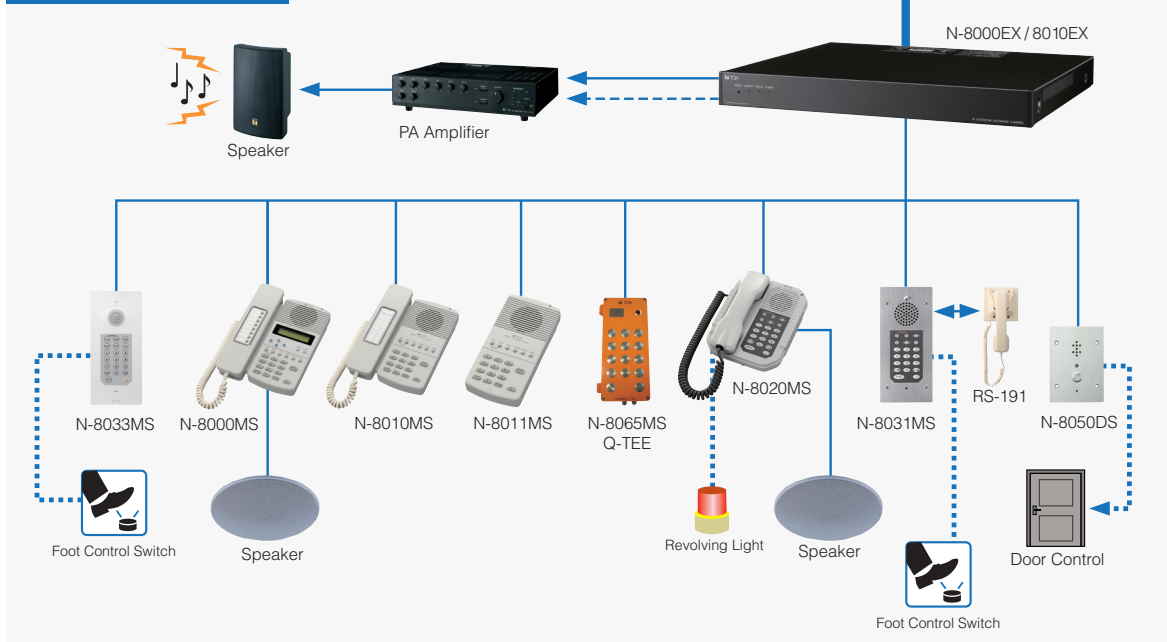 N-8000EX / 8010EX
TOA
PA Amplifier
Speaker
N-8033MS
N-8000MS
N-8010MS
N-8011MS
N-8065MS
Q-TEE
N-8020MS
N-8031MS
RS-191
N-8050DS
Foot Control Switch
Speaker
Revolving Light
Speaker
Door Control
Foot Control Switch